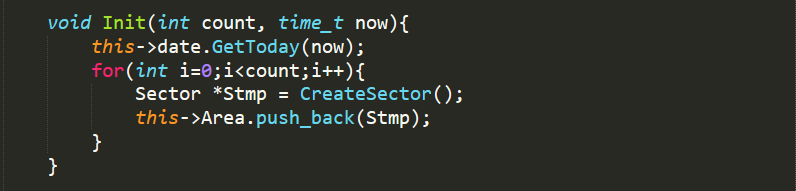 void Init(int count, time_t now){
    this->date.GetToday(now);
    for(int i=0;i<count;i++){
        Sector *Stmp = CreateSector();
        this->Area.push_back(Stmp);
    }
}